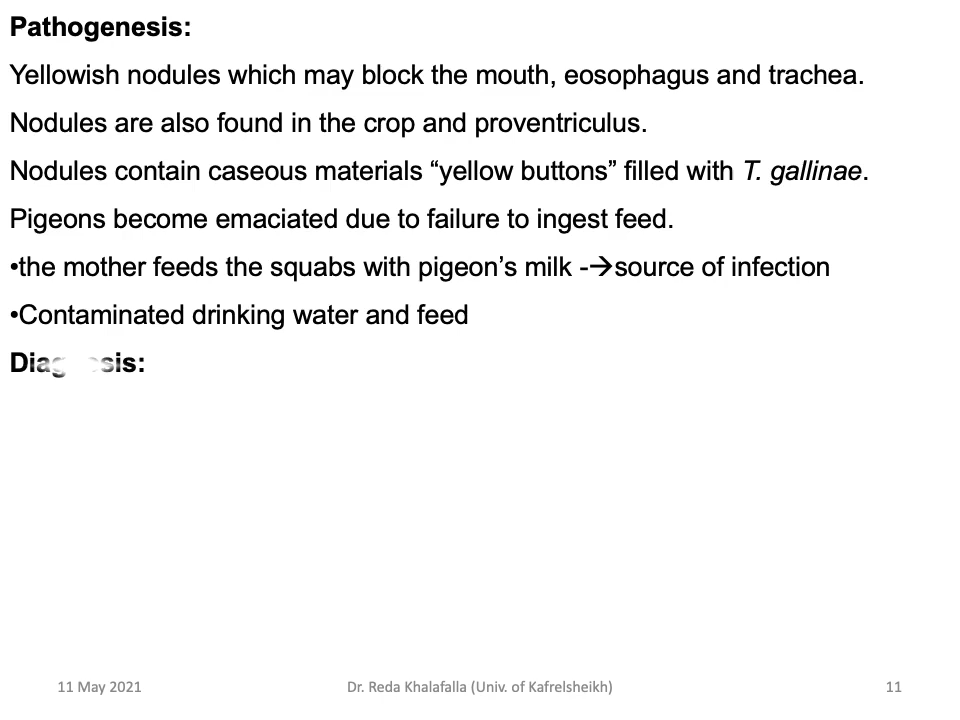 Pathogenesis:
Yellowish nodules which may block the mouth, eosophagus and trachea.
Nodules are also found in the crop and proventriculus.
Nodules contain caseous materials “yellow buttons” filled with T. gallinae.
Pigeons become emaciated due to failure to ingest feed.
•the mother feeds the squabs with pigeon’s milk -→source of infection
•Contaminated drinking water and feed
11 May 2021
Dr. Reda Khalafalla (Univ. of Kafrelsheikh)
11